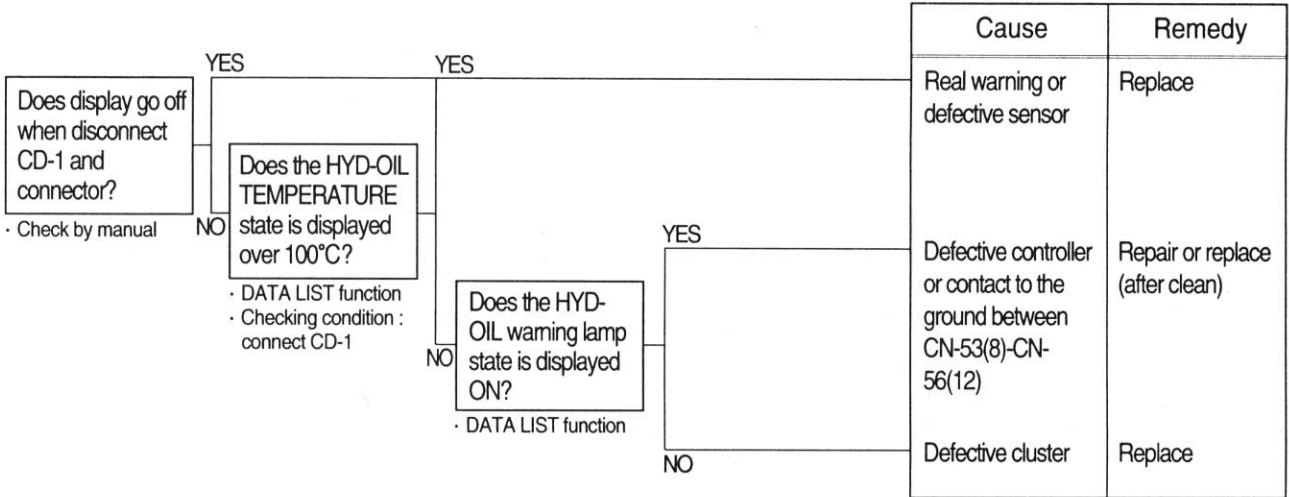 Cause
Remedy
YES
YES
Does display go off
when disconnect
CD-1 and
connector?
· Check by manual
NO
Does the HYD-OIL
TEMPERATURE
state is displayed
over 100°C?
· DATA LIST function
· Checking condition :
connect CD-1
NO
Does the HYD-
OIL warning lamp
state is displayed
ON?
· DATA LIST function
YES
NO
Real warning or
defective sensor
Replace
Defective controller
or contact to the
ground between
CN-53(8)-CN-
56(12)
Repair or replace
(after clean)
Defective cluster
Replace